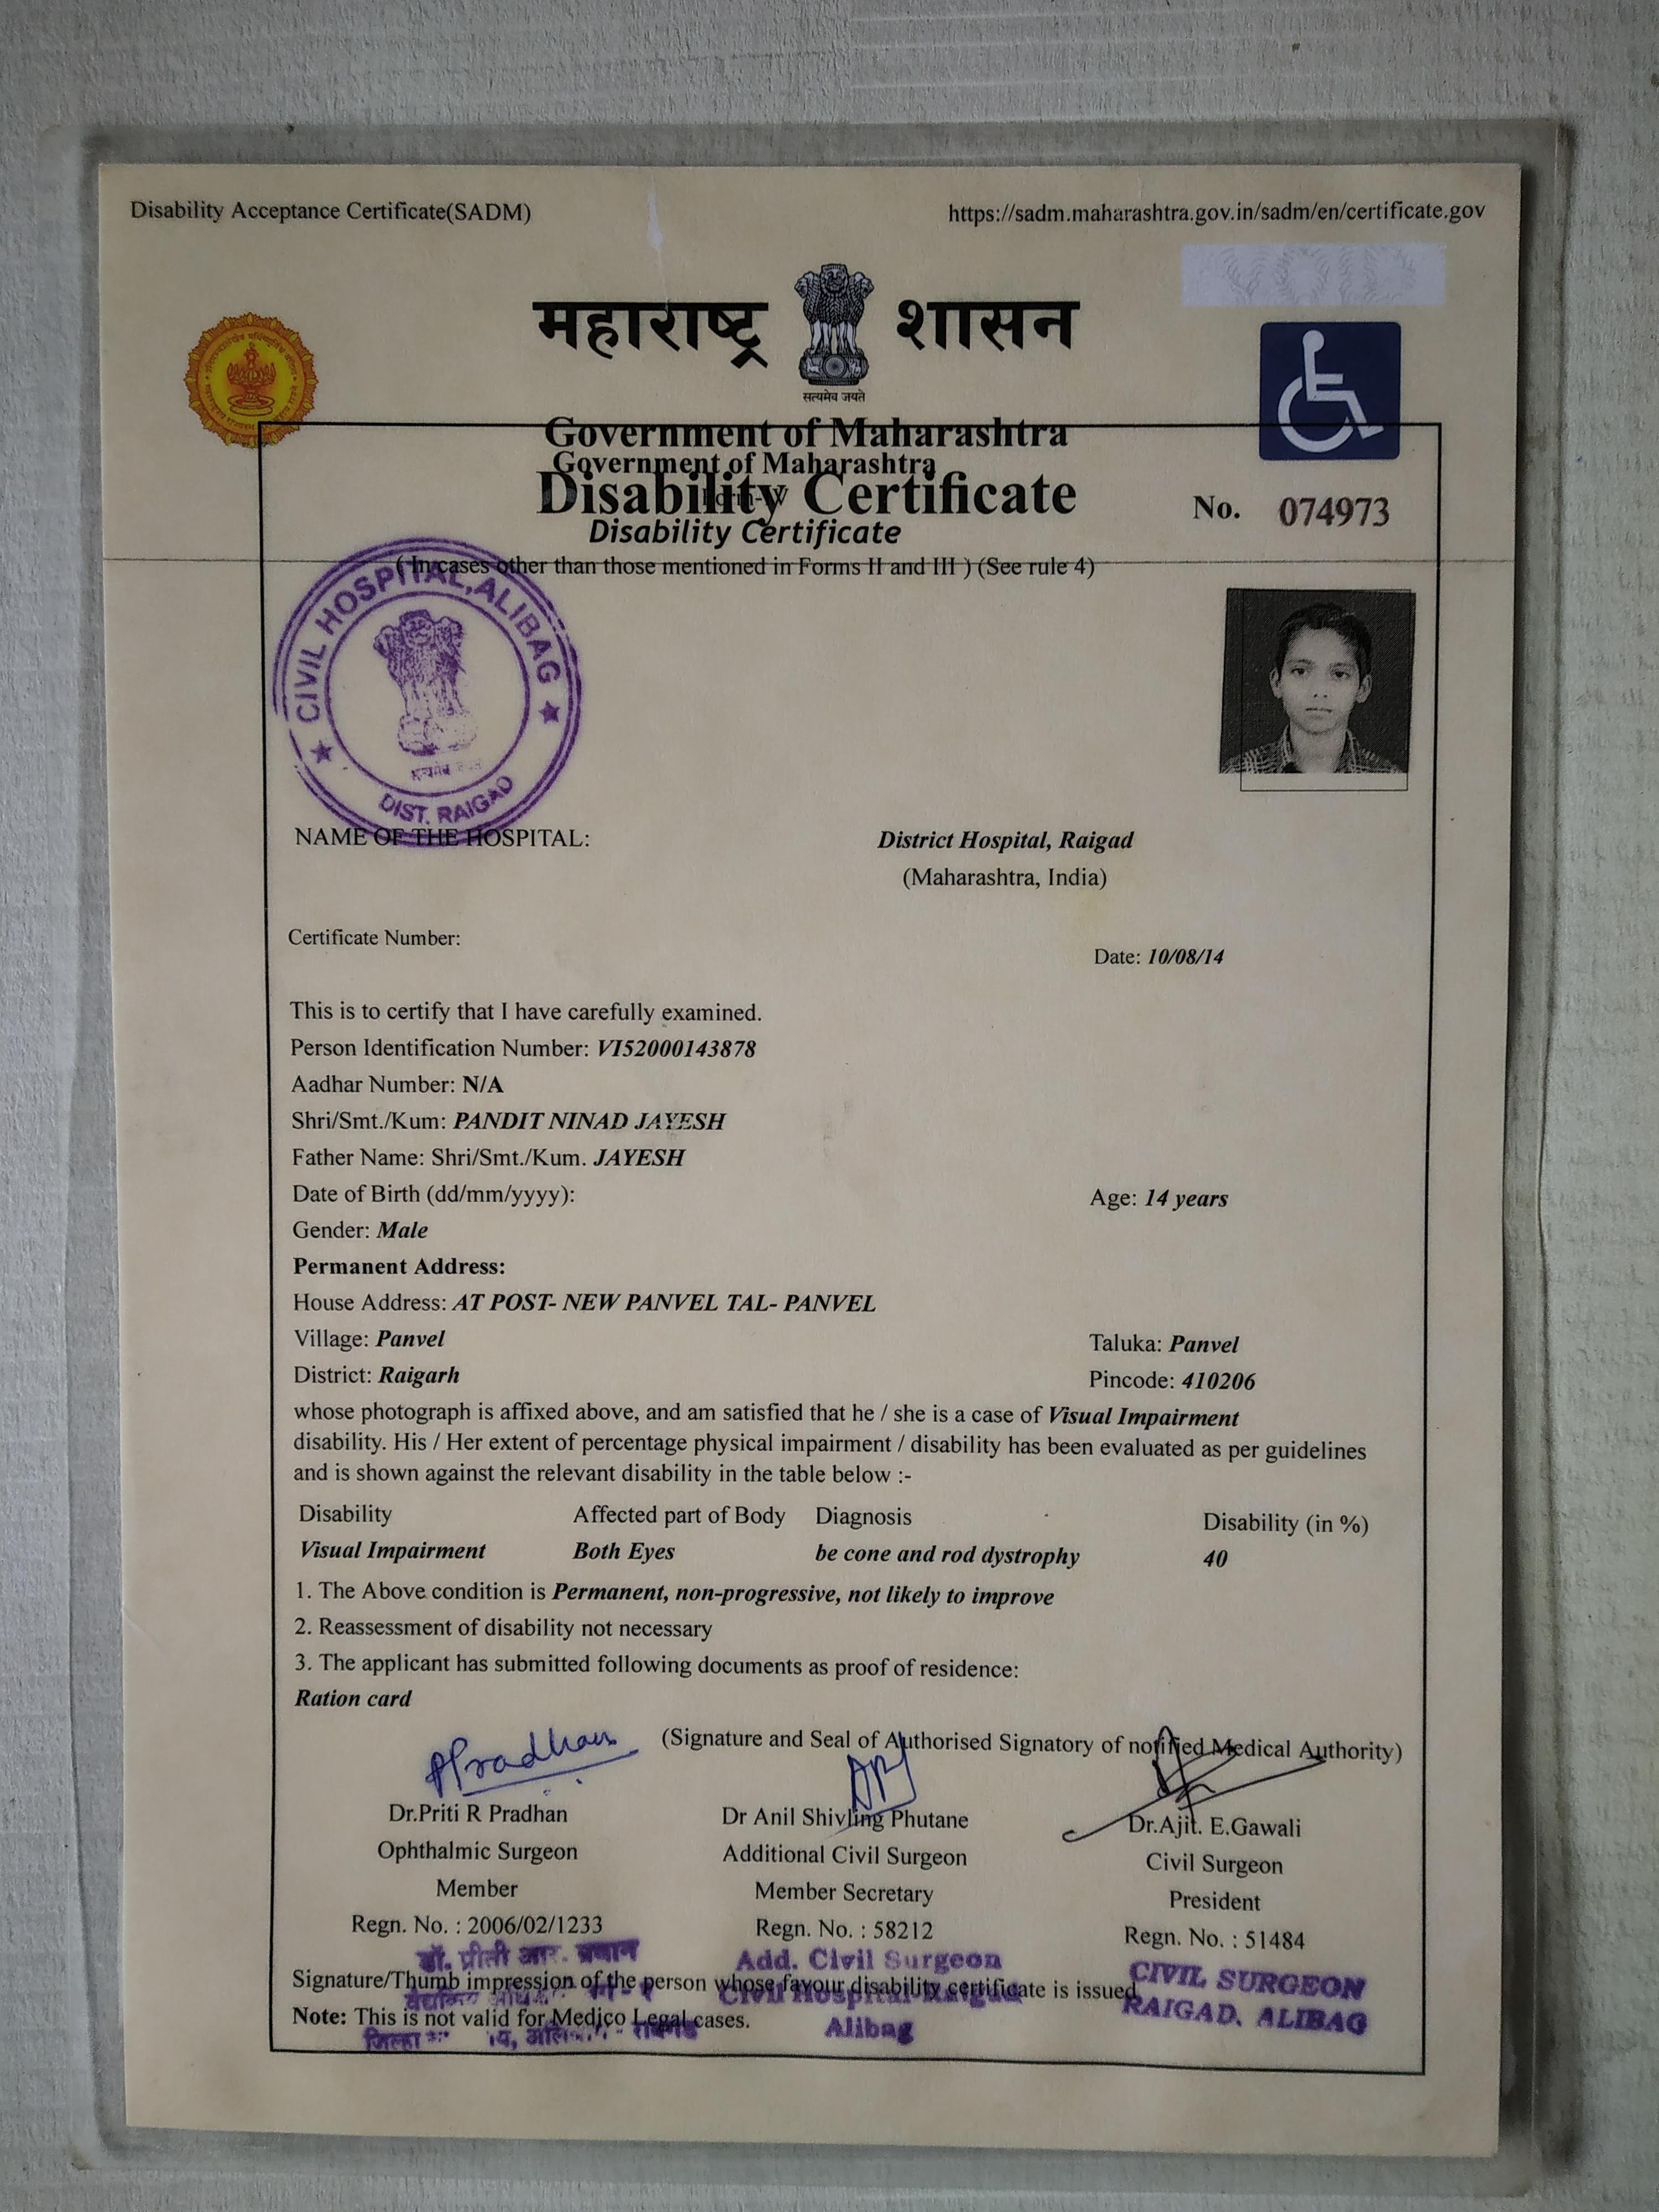 Disability Acceptance Certificate(SADM) https://sadm.maharashtra.gov.in/sadm/en/certificate.gov
महाराष्ट्र शासन
सत्यमेव जयते
Government of Maharashtra
Government of Maharashtra
Disability Certificate
No. 074973
Disability Certificate
( In cases other than those mentioned in Forms II and III ) (See rule 4)
CIVIL HOSPITAL, ALIBAG
DIST. RAIGAD
NAME OF THE HOSPITAL: District Hospital, Raigad
(Maharashtra, India)
Certificate Number:
Date: 10/08/14
This is to certify that I have carefully examined.
Person Identification Number: VI52000143878
Aadhar Number: N/A
Shri/Smt./Kum: PANDIT NINAD JAYESH
Father Name: Shri/Smt./Kum. JAYESH
Date of Birth (dd/mm/yyyy): Age: 14 years
Gender: Male
Permanent Address:
House Address: AT POST- NEW PANVEL TAL- PANVEL
Village: Panvel Taluka: Panvel
District: Raigarh Pincode: 410206
whose photograph is affixed above, and am satisfied that he / she is a case of Visual Impairment
disability. His / Her extent of percentage physical impairment / disability has been evaluated as per guidelines
and is shown against the relevant disability in the table below :-
Disability Affected part of Body Diagnosis Disability (in %)
Visual Impairment Both Eyes be cone and rod dystrophy 40
1. The Above condition is Permanent, non-progressive, not likely to improve
2. Reassessment of disability not necessary
3. The applicant has submitted following documents as proof of residence:
Ration card
(Signature and Seal of Authorised Signatory of notified Medical Authority)
Pradhan
Dr.Priti R Pradhan Dr Anil Shivling Phutane Dr.Ajit. E.Gawali
Ophthalmic Surgeon Additional Civil Surgeon Civil Surgeon
Member Member Secretary President
Regn. No. : 2006/02/1233 Regn. No. : 58212 Regn. No. : 51484
डॉ. प्रीती आर. प्रधान Add. Civil Surgeon CIVIL SURGEON
Signature/Thumb impression of the person whose favour disability certificate is issued
Civil Hospital Raigad RAIGAD, ALIBAG
Note: This is not valid for Medico Legal cases.
जिल्हा Alibag